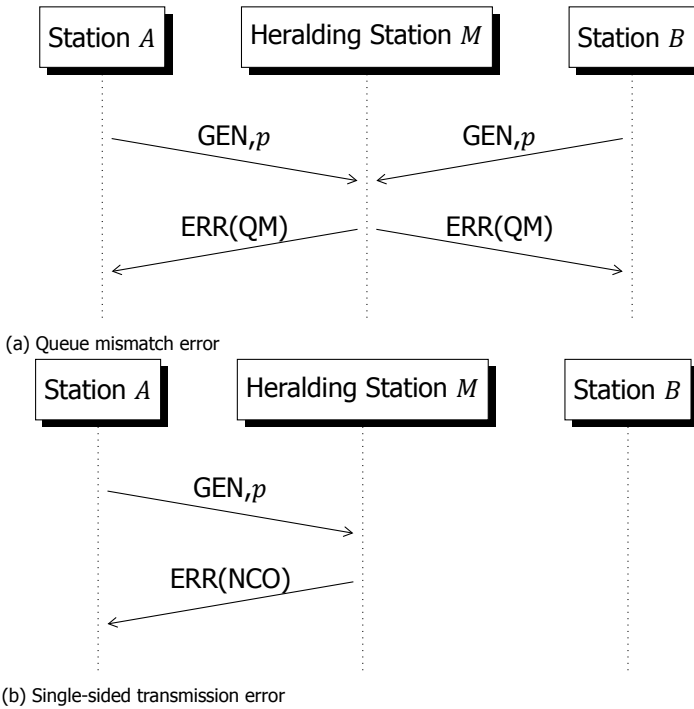 Station A
Heralding Station M
Station B
GEN,p
GEN,p
ERR(QM)
ERR(QM)
(a) Queue mismatch error
Station A
Heralding Station M
Station B
GEN,p
ERR(NCO)
(b) Single-sided transmission error